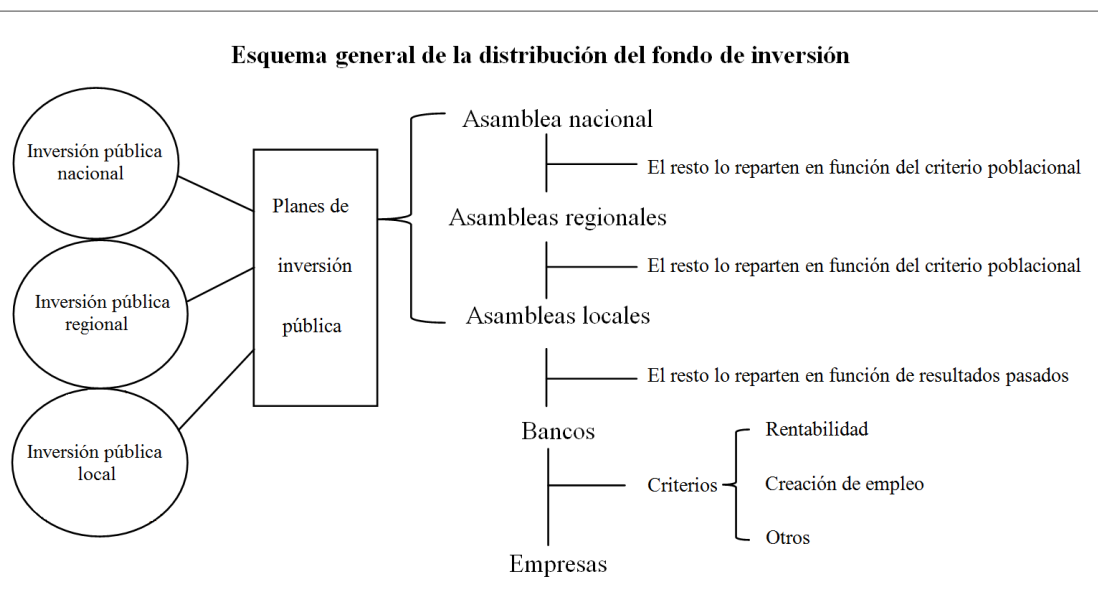 Esquema general de la distribución del fondo de inversión
Inversión pública
nacional
Inversión pública
regional
Inversión pública
local
Planes de
inversión
pública
Asamblea nacional
El resto lo reparten en función del criterio poblacional
Asambleas regionales
El resto lo reparten en función del criterio poblacional
Asambleas locales
El resto lo reparten en función de resultados pasados
Bancos
Criterios
Rentabilidad
Creación de empleo
Otros
Empresas